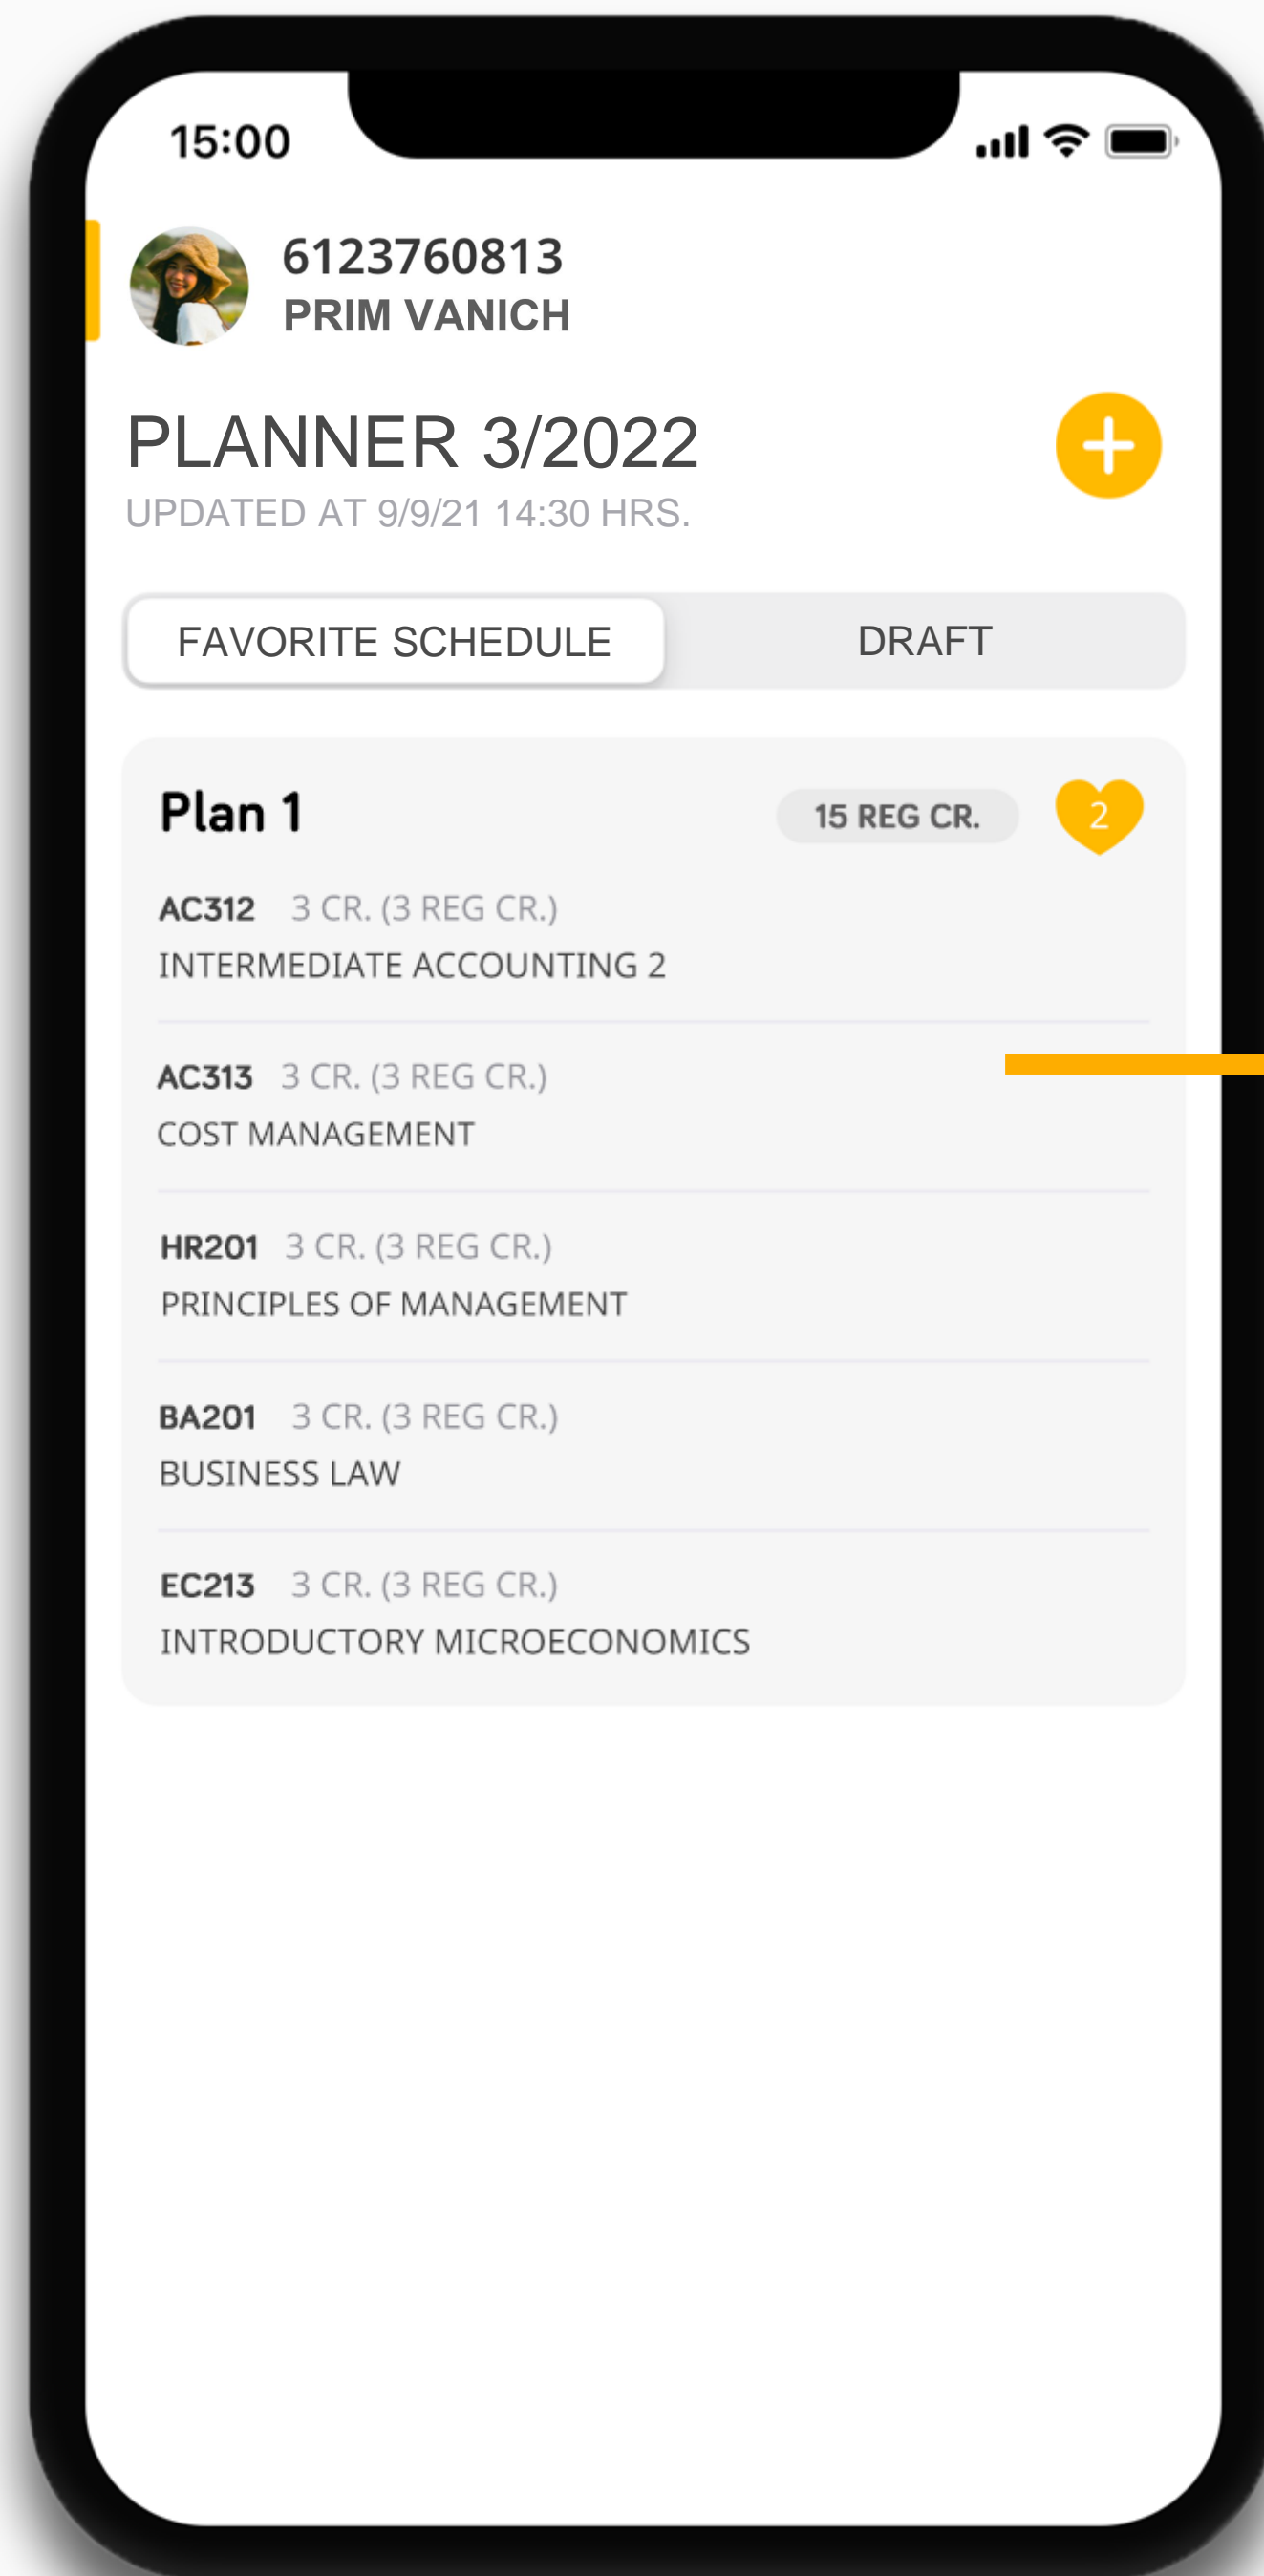 15:00
6123760813
PRIM VANICH
PLANNER 3/2022
UPDATED AT 9/9/21 14:30 HRS.
FAVORITE SCHEDULE DRAFT
Plan 1 15 REG CR. 2
AC312 3 CR. (3 REG CR.)
INTERMEDIATE ACCOUNTING 2
AC313 3 CR. (3 REG CR.)
COST MANAGEMENT
HR201 3 CR. (3 REG CR.)
PRINCIPLES OF MANAGEMENT
BA201 3 CR. (3 REG CR.)
BUSINESS LAW
EC213 3 CR. (3 REG CR.)
INTRODUCTORY MICROECONOMICS